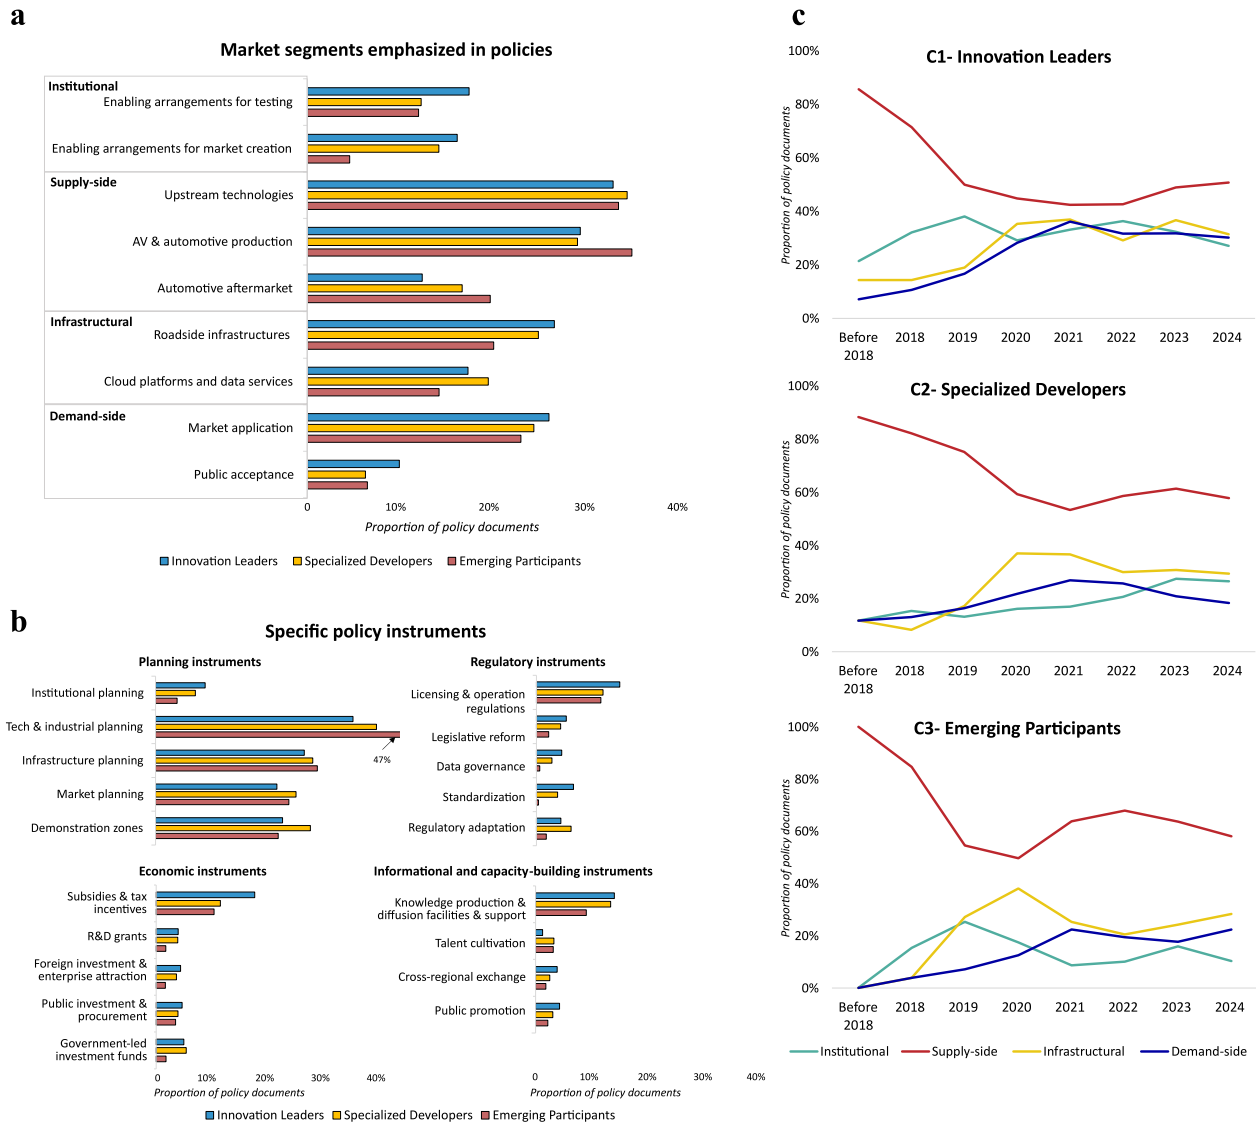 a
Market segments emphasized in policies
Institutional
Enabling arrangements for testing
Enabling arrangements for market creation
Supply-side
Upstream technologies
AV & automotive production
Automotive aftermarket
Infrastructural
Roadside infrastructures
Cloud platforms and data services
Demand-side
Market application
Public acceptance
0 10% 20% 30% 40%
Proportion of policy documents
Innovation Leaders Specialized Developers Emerging Participants
b
Specific policy instruments
Planning instruments
Institutional planning
Tech & industrial planning
47%
Infrastructure planning
Market planning
Demonstration zones
Regulatory instruments
Licensing & operation
regulations
Legislative reform
Data governance
Standardization
Regulatory adaptation
Economic instruments
Subsidies & tax
incentives
R&D grants
Foreign investment &
enterprise attraction
Public investment &
procurement
Government-led
investment funds
0 10% 20% 30% 40%
Proportion of policy documents
Informational and capacity-building instruments
Knowledge production &
diffusion facilities & support
Talent cultivation
Cross-regional exchange
Public promotion
0 10% 20% 30% 40%
Proportion of policy documents
Innovation Leaders Specialized Developers Emerging Participants
c
C1- Innovation Leaders
Proportion of policy documents
100%
80%
60%
40%
20%
0%
Before 2018 2019 2020 2021 2022 2023 2024
2018
C2- Specialized Developers
Proportion of policy documents
100%
80%
60%
40%
20%
0%
Before 2018 2019 2020 2021 2022 2023 2024
2018
C3- Emerging Participants
Proportion of policy documents
100%
80%
60%
40%
20%
0%
Before 2018 2019 2020 2021 2022 2023 2024
2018
Institutional Supply-side Infrastructural Demand-side